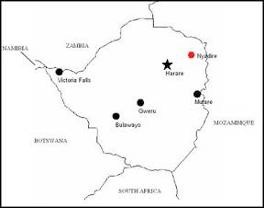 NAMIBIA
ZAMBIA
Nyadire
Harare
Victoria Falls
Mutare
Gweru
Bulawayo
MOZAMBIQUE
BOTSWANA
SOUTH AFRICA